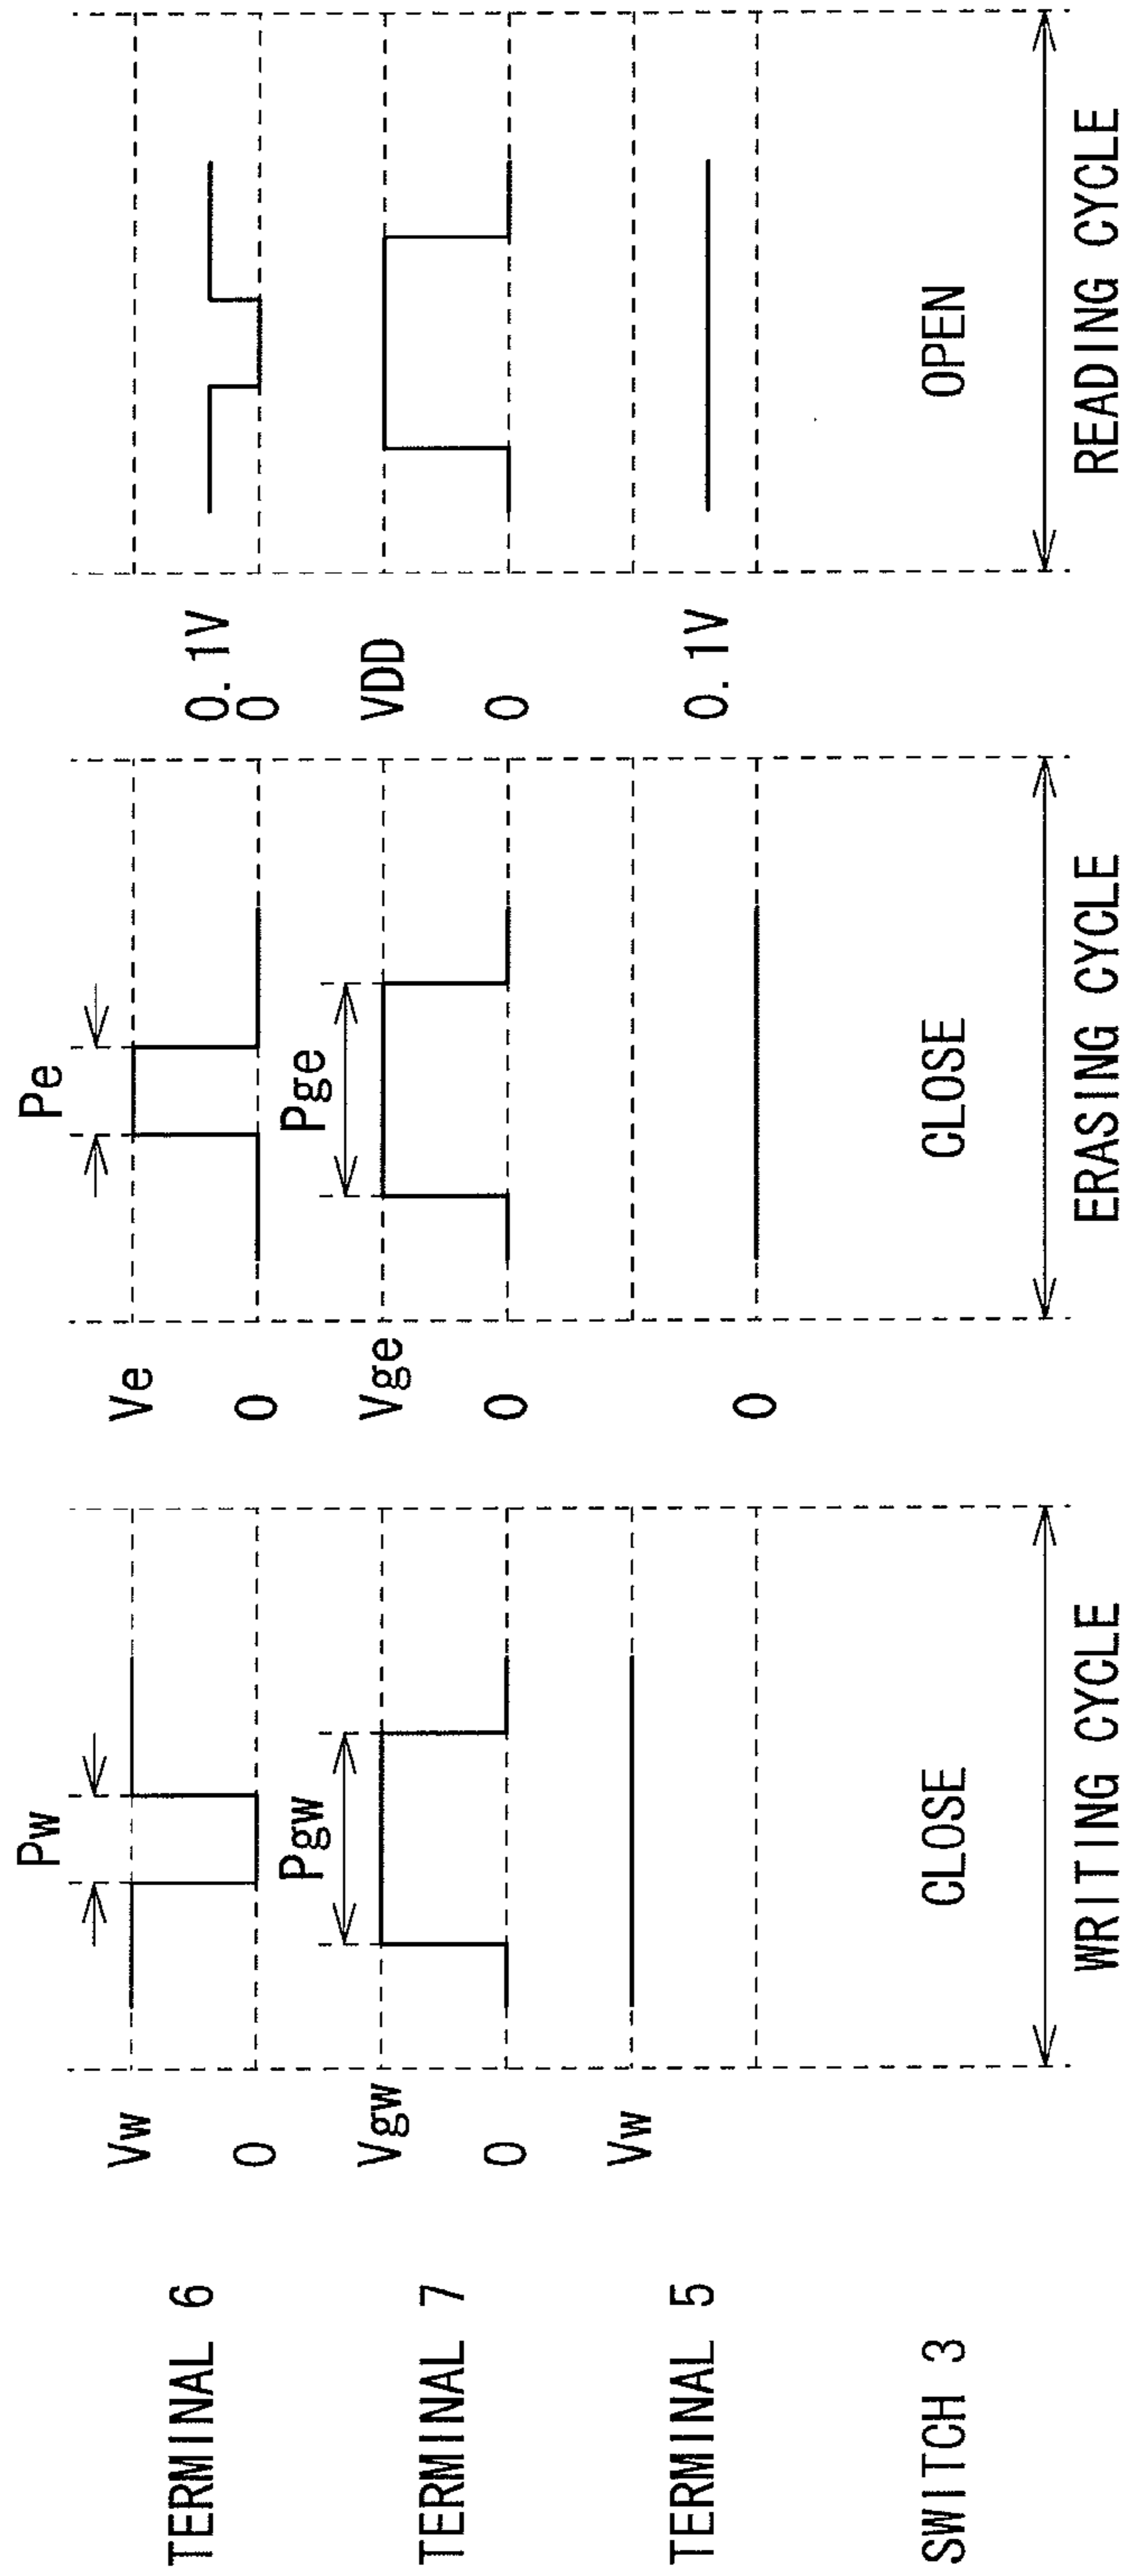 Pw
Pe
Vw
Ve
0. 1V
TERMINAL 6
0
0
0
Pgw
Pge
Vgw
Vge
VDD
TERMINAL 7
0
0
0
Vw
TERMINAL 5
0. 1V
0
SWITCH 3
CLOSE
CLOSE
OPEN
WRITING CYCLE
ERASING CYCLE
READING CYCLE